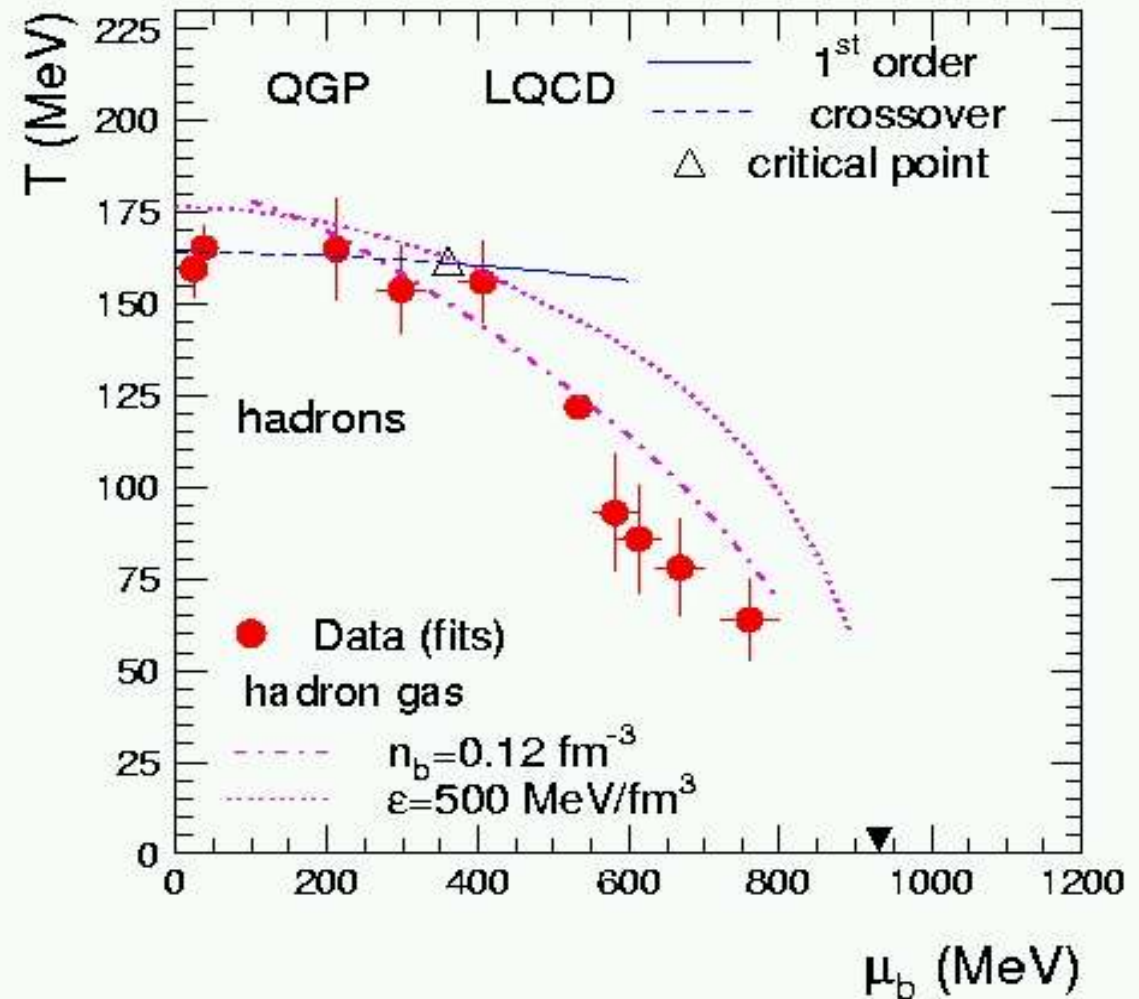 225
200
175
150
125
100
75
50
25
0
T (MeV)
QGP LQCD
1st order
crossover
critical point
hadrons
Data (fits)
hadron gas
n_b=0.12 fm^-3
ε=500 MeV/fm^3
0 200 400 600 800 1000 1200
μ_b (MeV)